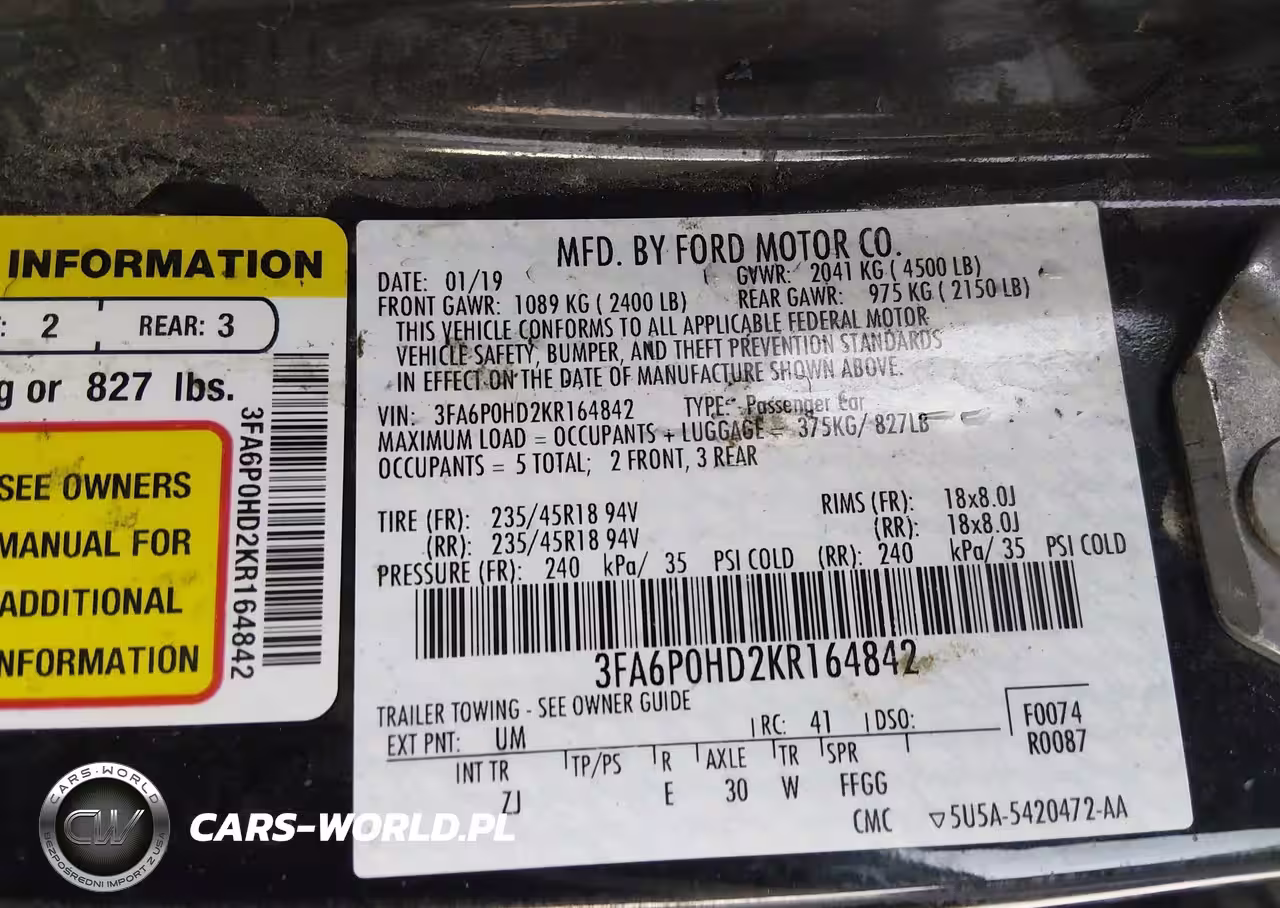 INFORMATION
: 2 REAR: 3
g or 827 lbs.
SEE OWNERS
MANUAL FOR
ADDITIONAL
NFORMATION
3FA6P0HD2KR164842
MFD. BY FORD MOTOR CO.
DATE: 01/19 GVWR: 2041 KG ( 4500 LB)
FRONT GAWR: 1089 KG ( 2400 LB) REAR GAWR: 975 KG ( 2150 LB)
THIS VEHICLE CONFORMS TO ALL APPLICABLE FEDERAL MOTOR
VEHICLE SAFETY, BUMPER, AND THEFT PREVENTION STANDARDS
IN EFFECT ON THE DATE OF MANUFACTURE SHOWN ABOVE.
VIN: 3FA6P0HD2KR164842 TYPE: Passenger Car
MAXIMUM LOAD = OCCUPANTS + LUGGAGE = 375KG/ 827LB
OCCUPANTS = 5 TOTAL; 2 FRONT, 3 REAR
TIRE (FR): 235/45R18 94V RIMS (FR): 18x8.0J
(RR): 235/45R18 94V (RR): 18x8.0J
PRESSURE (FR): 240 kPa/ 35 PSI COLD (RR): 240 kPa/ 35 PSI COLD
3FA6P0HD2KR164842
TRAILER TOWING - SEE OWNER GUIDE
EXT PNT: UM RC: 41 DSO: F0074
R0087
INT TR TP/PS R AXLE TR SPR
ZJ E 30 W FFGG
CMC ▽5U5A-5420472-AA
CARS-WORLD
CW
BEZPOŚREDNI IMPORT Z USA
CARS-WORLD.PL